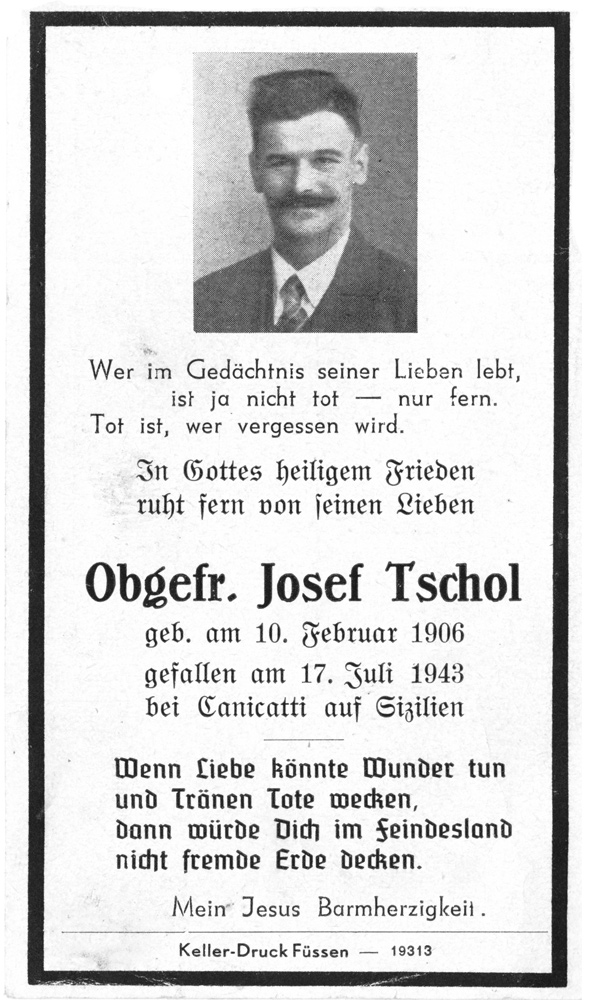 Wer im Gedächtnis seiner Lieben lebt,
ist ja nicht tot — nur fern.
Tot ist, wer vergessen wird.
In Gottes heiligem Frieden
ruht fern von seinen Lieben
Obgefr. Josef Tschol
geb. am 10. Februar 1906
gefallen am 17. Juli 1943
bei Canicatti auf Sizilien
Wenn Liebe könnte Wunder tun
und Tränen Tote wecken,
dann würde Dich im Feindesland
nicht fremde Erde decken.
Mein Jesus Barmherzigkeit.
Keller-Druck Füssen — 19313